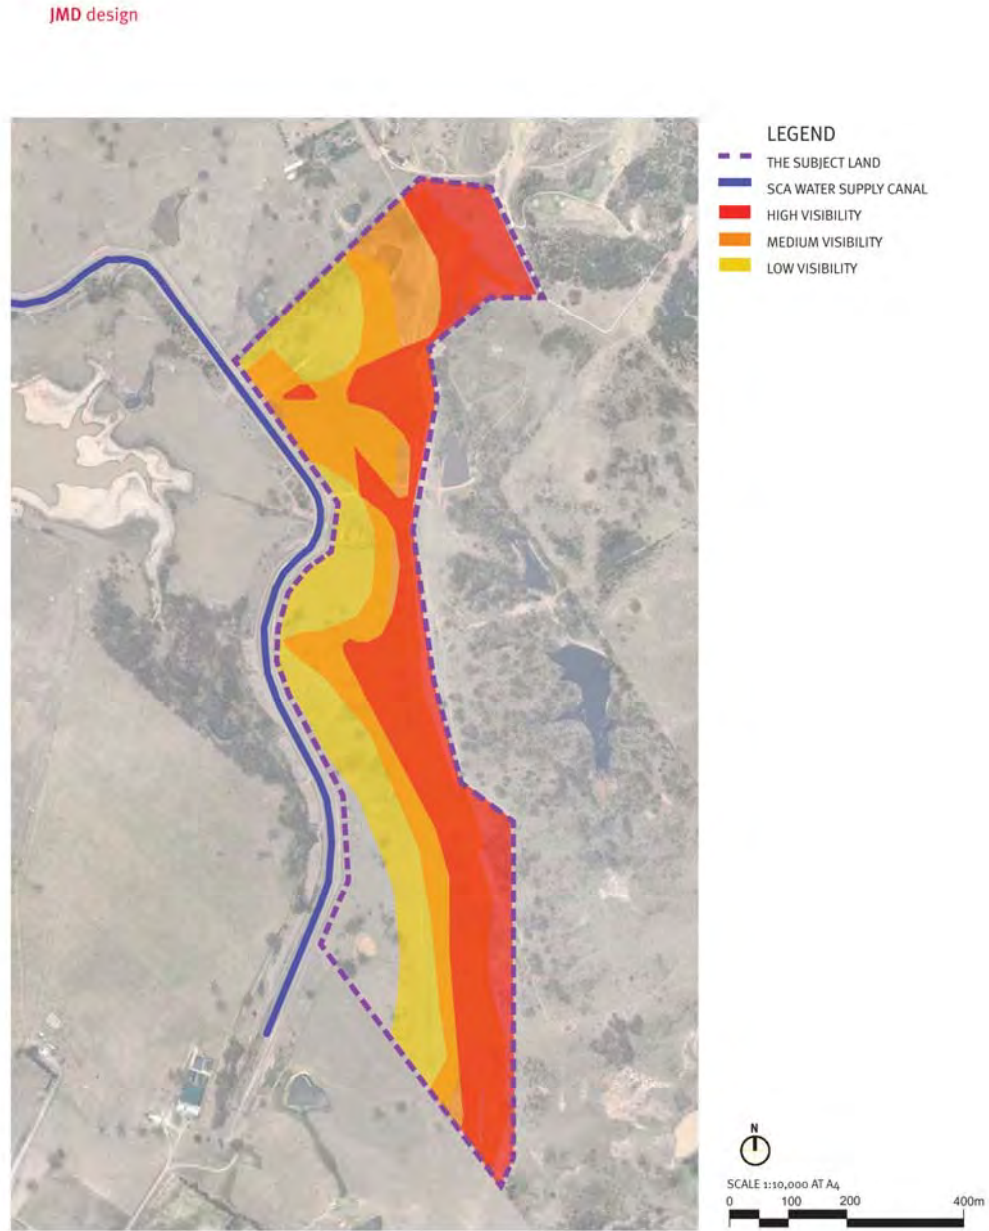 JMD design
LEGEND
THE SUBJECT LAND
SCA WATER SUPPLY CANAL
HIGH VISIBILITY
MEDIUM VISIBILITY
LOW VISIBILITY
N
SCALE 1:10,000 AT A4
0 100 200 400m